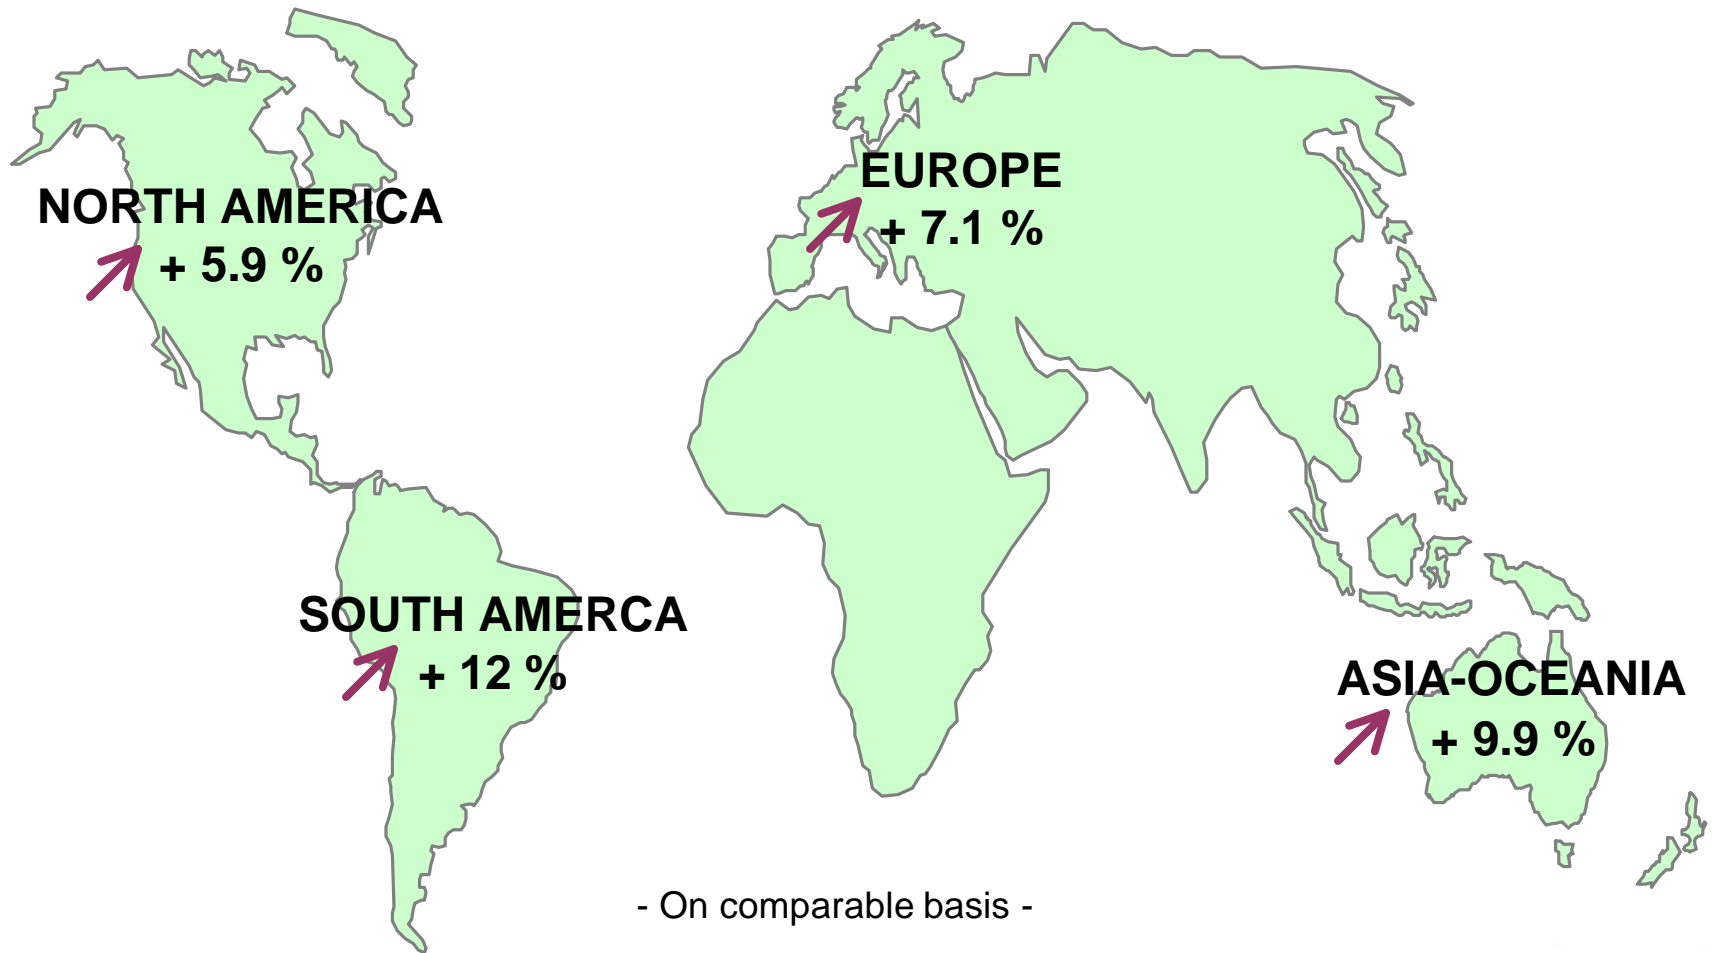 NORTH AMERICA
+ 5.9 %
EUROPE
+ 7.1 %
SOUTH AMERCA
+ 12 %
ASIA-OCEANIA
+ 9.9 %
- On comparable basis -